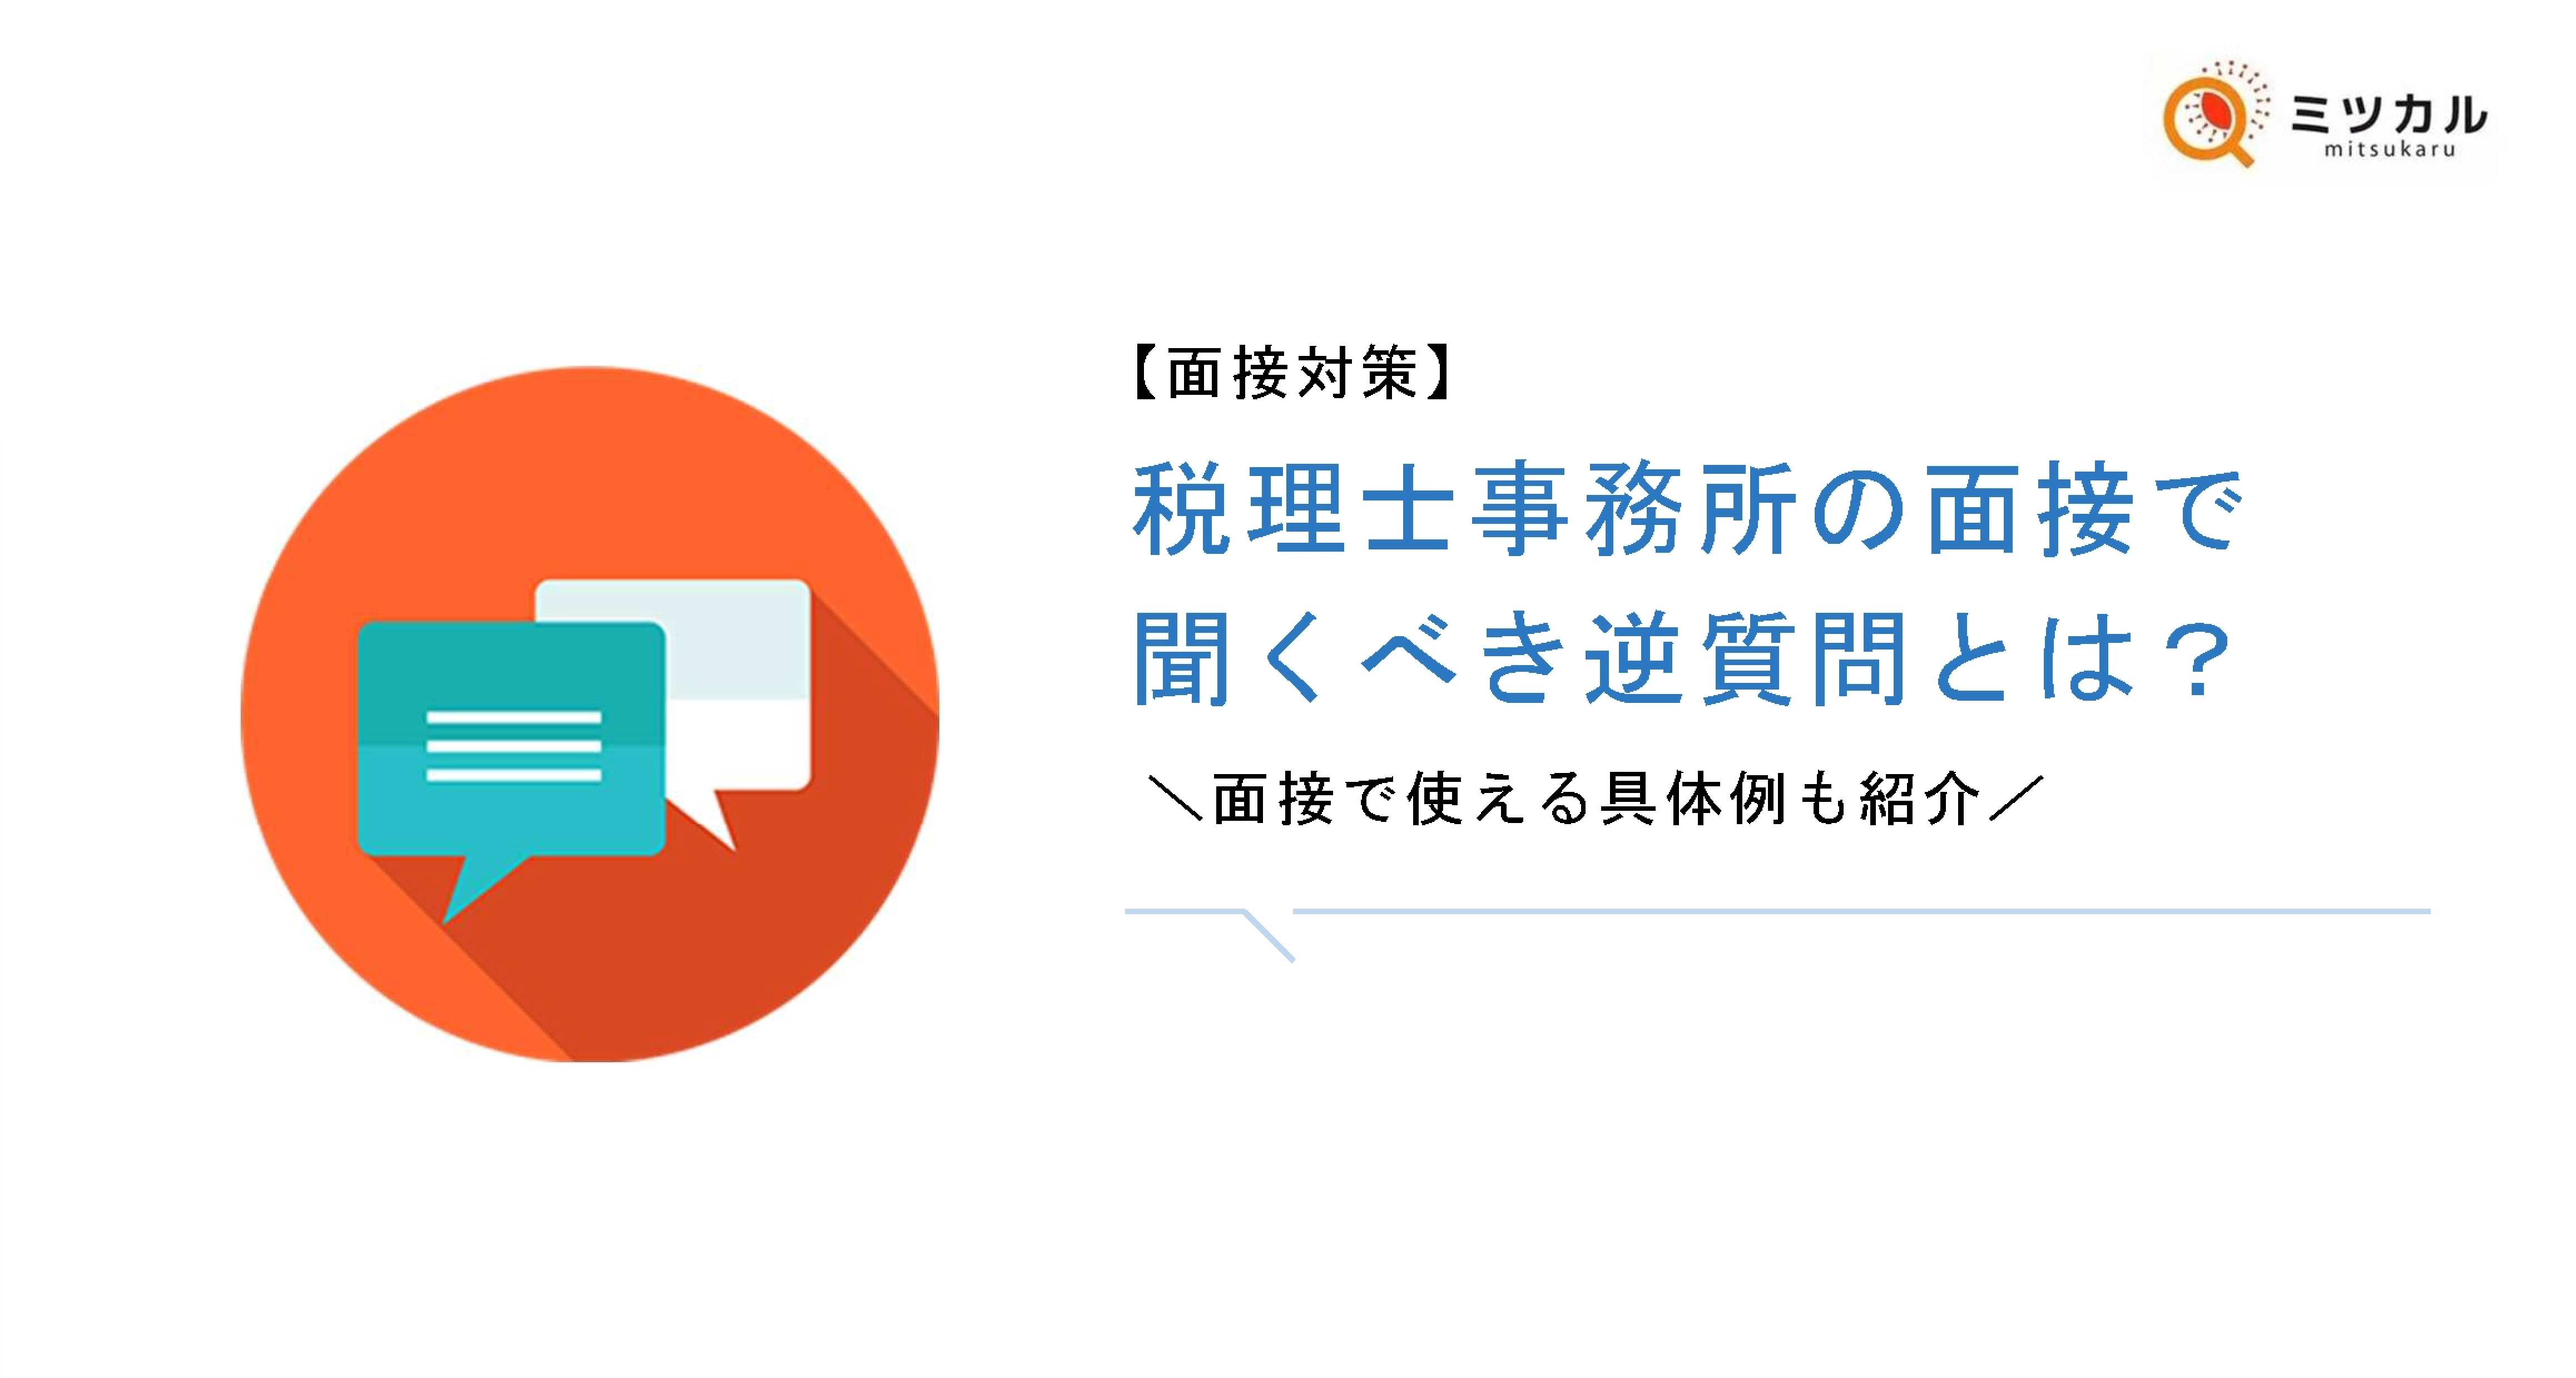 ミツカル
mitsukaru
【面接対策】
税理士事務所の面接で
聞くべき逆質問とは？
＼面接で使える具体例も紹介／